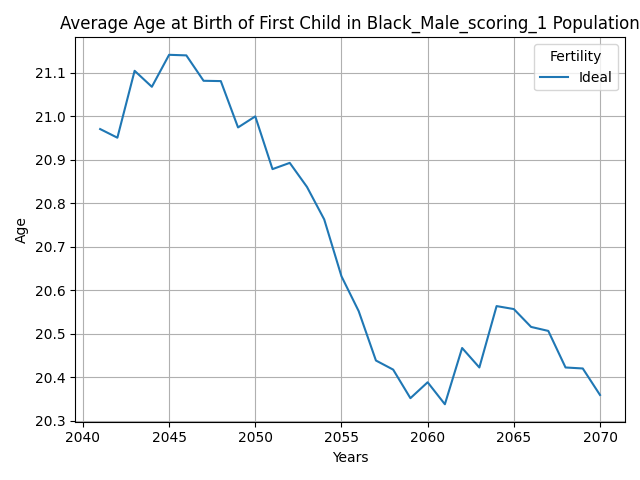 Average Age at Birth of First Child in Black_Male_scoring_1 Population
Fertility
Ideal
Age
21.1
21.0
20.9
20.8
20.7
20.6
20.5
20.4
20.3
2040 2045 2050 2055 2060 2065 2070
Years